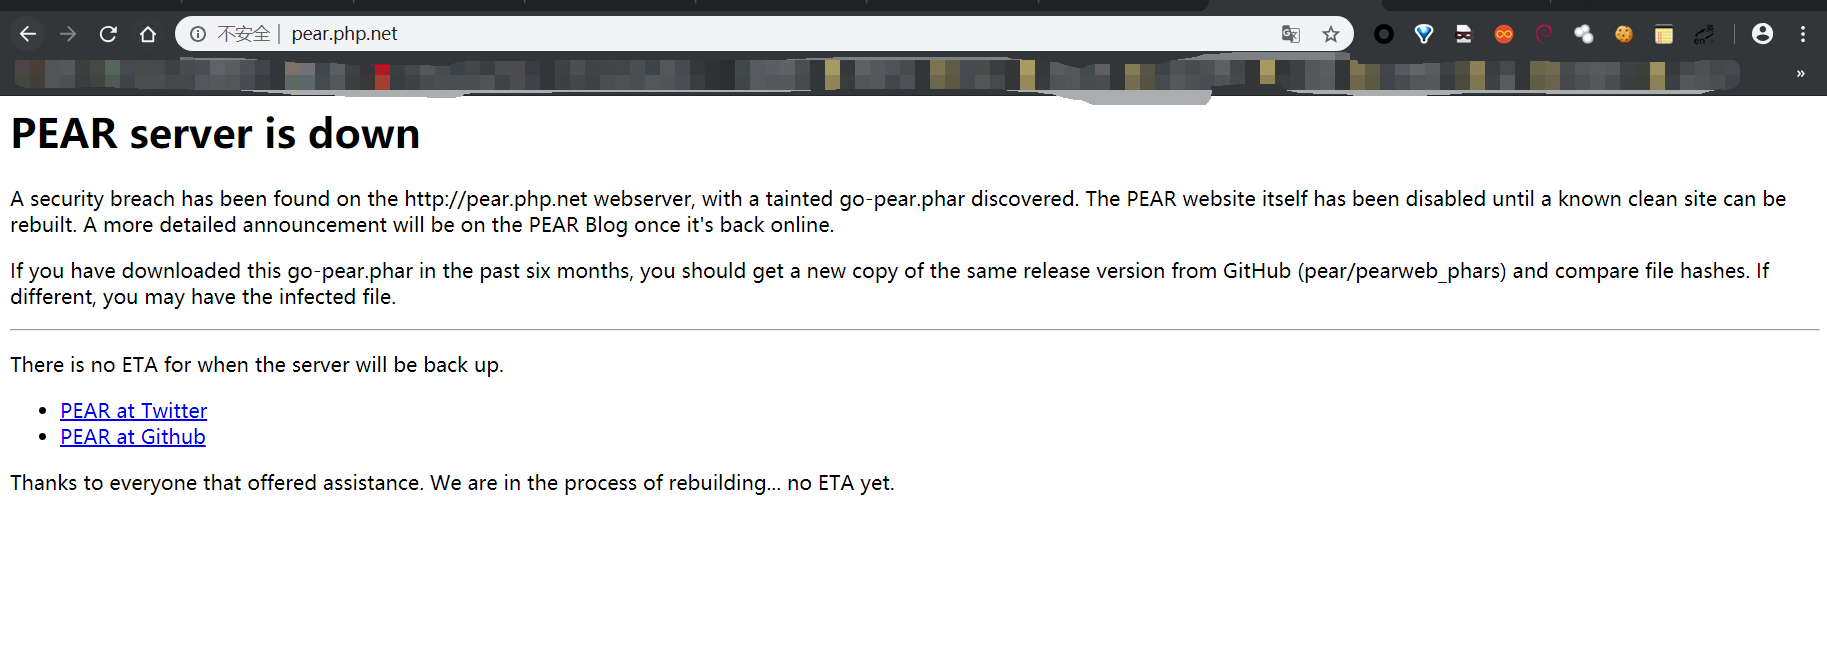 不安全 | pear.php.net
»
PEAR server is down
A security breach has been found on the http://pear.php.net webserver, with a tainted go-pear.phar discovered. The PEAR website itself has been disabled until a known clean site can be
rebuilt. A more detailed announcement will be on the PEAR Blog once it's back online.
If you have downloaded this go-pear.phar in the past six months, you should get a new copy of the same release version from GitHub (pear/pearweb_phars) and compare file hashes. If
different, you may have the infected file.
There is no ETA for when the server will be back up.
• PEAR at Twitter
• PEAR at Github
Thanks to everyone that offered assistance. We are in the process of rebuilding... no ETA yet.